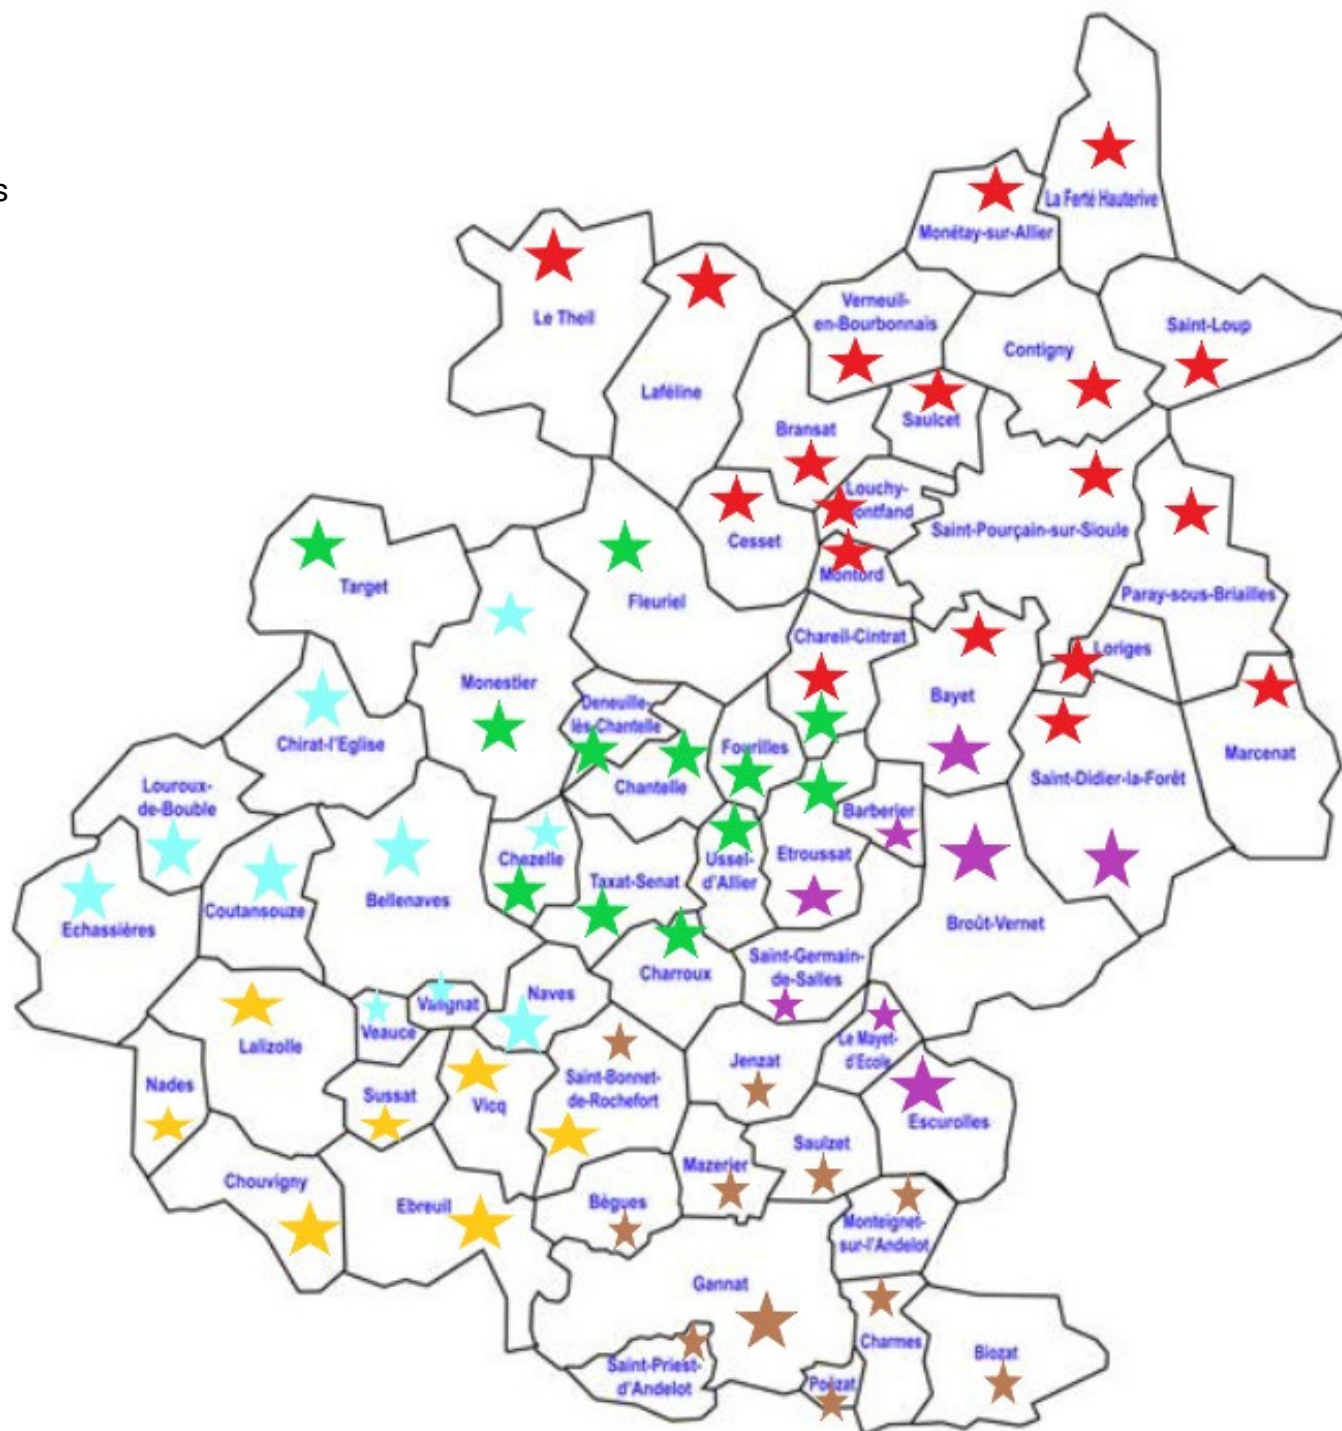 s
La Ferté Hauterive
Monétay-sur-Allier
Le Theil
Verneuil-
en-Bourbonnais
Saint-Loup
Contigny
Laféline
Saulcet
Bransat
Louchy-
ontfand
Saint-Pourçain-sur-Sioule
Cesset
Montord
Target
Fleuriel
Paray-sous-Briailles
Chareil-Cintrat
Loriges
Monestier
Bayet
Deneuille-
lès-Chantelle
Chirat-l'Eglise
Fourilles
Marcenat
Saint-Didier-la-Forêt
Louroux-
de-Bouble
Chantelle
Barberier
Chezelle
Etroussat
Ussel-
d'Allier
Taxat-Senat
Bellenaves
Coutansouze
Echassières
Broût-Vernet
Saint-Germain-
de-Salles
Charroux
Naves
Valignat
Veauce
Le Mayet-
d'Ecole
Lalizolle
Jenzat
Saint-Bonnet-
de-Rochefort
Nades
Sussat
Vicq
Escurolles
Saulzet
Mazerier
Chouvigny
Ebreuil
Bègues
Monteignet-
sur-l'Andelot
Gannat
Charmes
Biozat
Saint-Priest-
d'Andelot
Poëzat